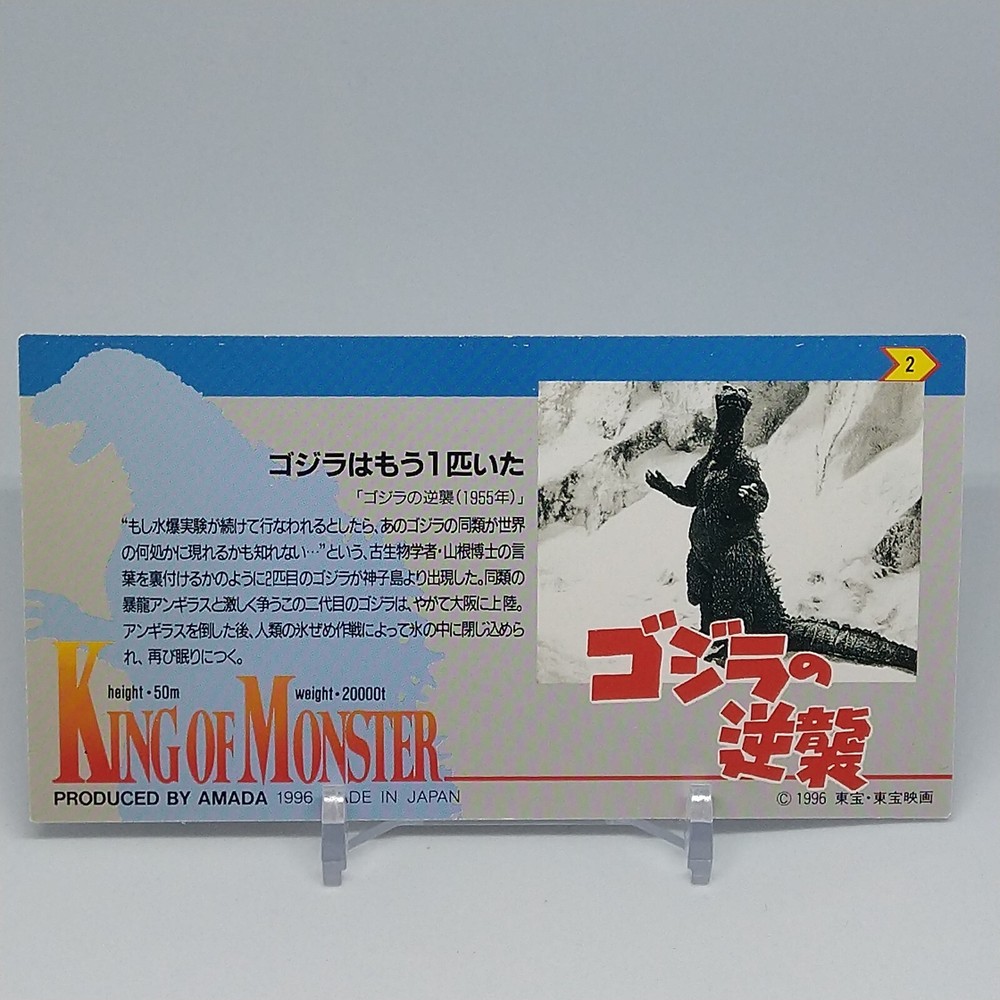 2
ゴジラはもう1匹いた
「ゴジラの逆襲(1955年)」
“もし水爆実験が続けて行なわれるとしたら、あのゴジラの同類が世界
の何処かに現れるかも知れない…”という、古生物学者・山根博士の言
葉を裏付けるかのように2匹目のゴジラが神子島より出現した。同類の
暴龍アンギラスと激しく争うこの二代目のゴジラは、やがて大阪に上陸。
アンギラスを倒した後、人類の氷ぜめ作戦によって氷の中に閉じ込めら
れ、再び眠りにつく。
height・50m weight・20000t
KING OF MONSTER
PRODUCED BY AMADA 1996 MADE IN JAPAN
ゴジラの
逆襲
© 1996 東宝・東宝映画